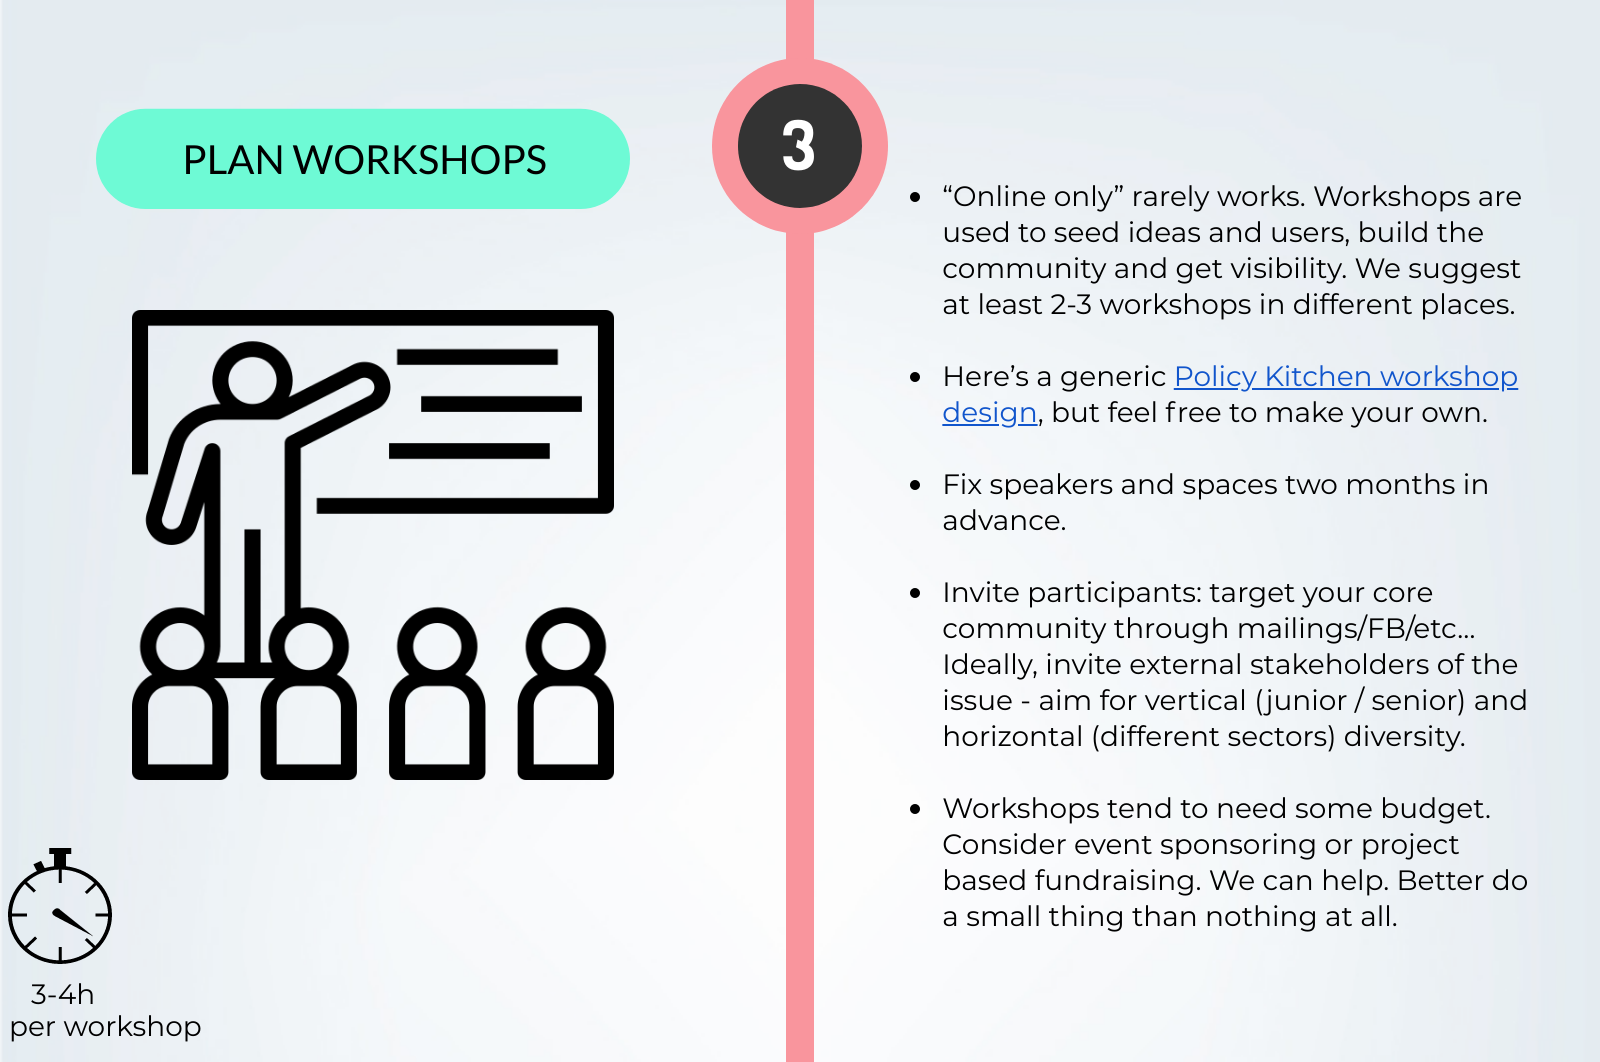 PLAN WORKSHOPS
3
• “Online only” rarely works. Workshops are
used to seed ideas and users, build the
community and get visibility. We suggest
at least 2-3 workshops in different places.
• Here’s a generic Policy Kitchen workshop
design, but feel free to make your own.
• Fix speakers and spaces two months in
advance.
• Invite participants: target your core
community through mailings/FB/etc...
Ideally, invite external stakeholders of the
issue - aim for vertical (junior / senior) and
horizontal (different sectors) diversity.
• Workshops tend to need some budget.
Consider event sponsoring or project
based fundraising. We can help. Better do
a small thing than nothing at all.
3-4h
per workshop